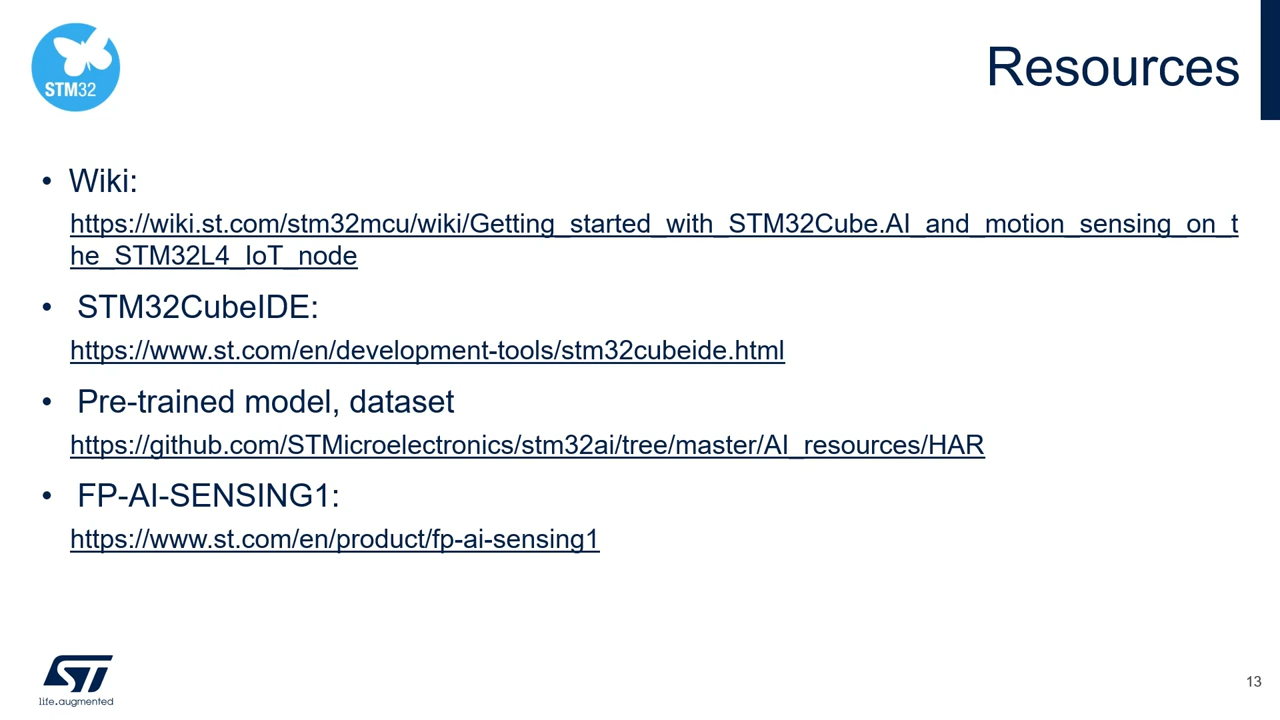 STM32
Resources
• Wiki:
https://wiki.st.com/stm32mcu/wiki/Getting_started_with_STM32Cube.AI_and_motion_sensing_on_t
he_STM32L4_IoT_node
• STM32CubeIDE:
https://www.st.com/en/development-tools/stm32cubeide.html
• Pre-trained model, dataset
https://github.com/STMicroelectronics/stm32ai/tree/master/AI_resources/HAR
• FP-AI-SENSING1:
https://www.st.com/en/product/fp-ai-sensing1
ST
life.augmented
13